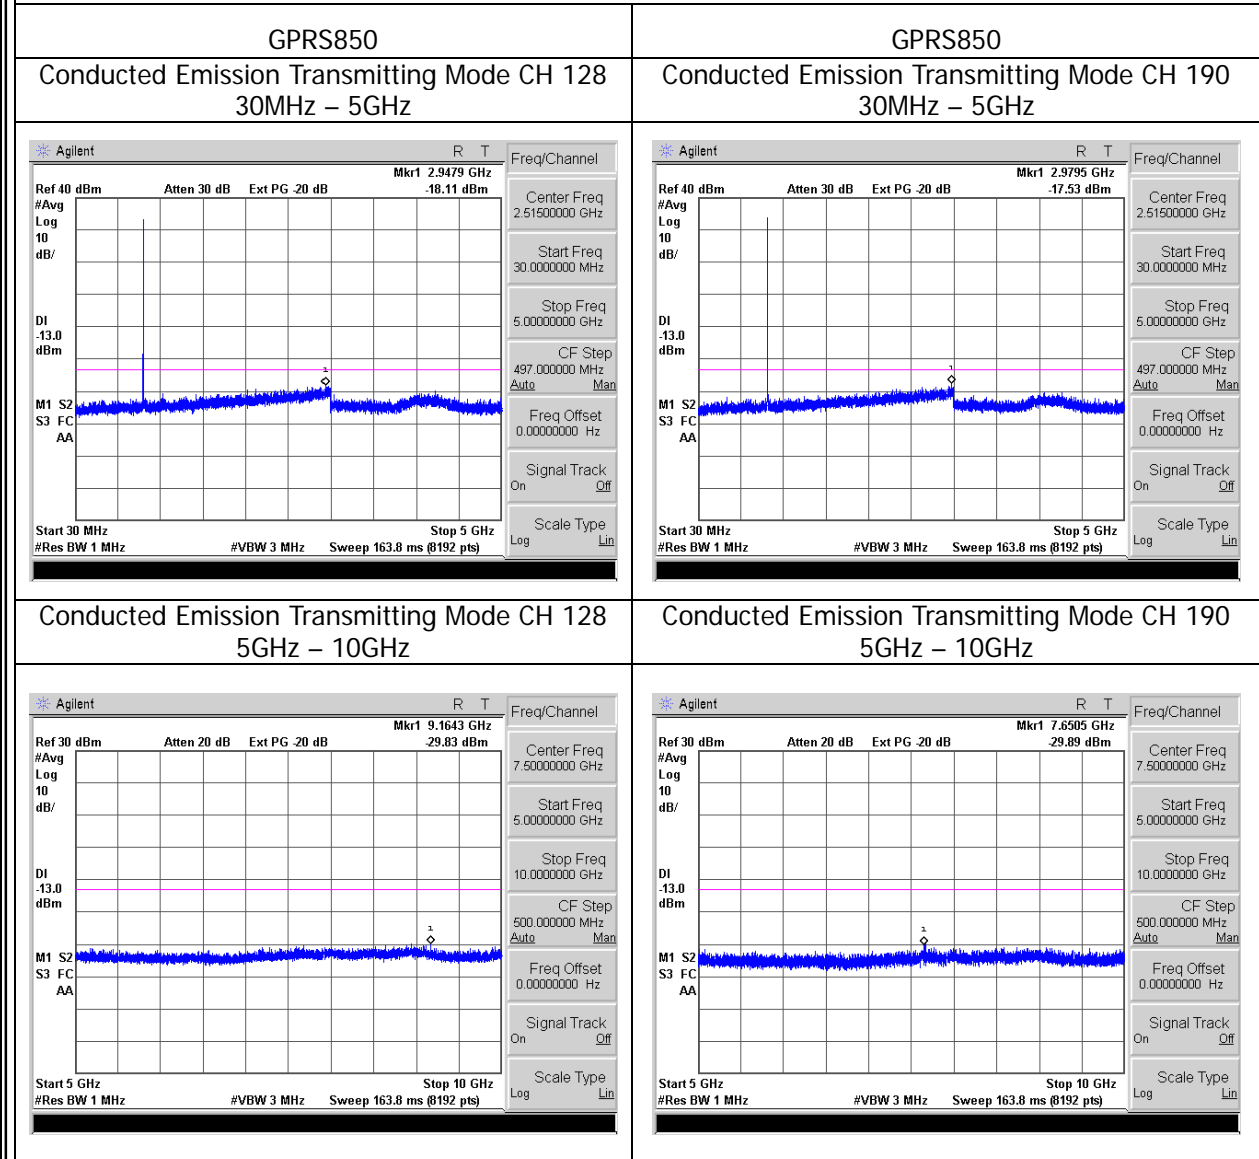 GPRS850
GPRS850
Conducted Emission Transmitting Mode CH 128
30MHz – 5GHz
Conducted Emission Transmitting Mode CH 190
30MHz – 5GHz
Agilent R T
Mkr1 2.9479 GHz
Ref 40 dBm Atten 30 dB Ext PG -20 dB -18.11 dBm
#Avg
Log
10
dB/
DI
-13.0
dBm
1
M1 S2
S3 FC
AA
Start 30 MHz Stop 5 GHz
#Res BW 1 MHz #VBW 3 MHz Sweep 163.8 ms (8192 pts)
Freq/Channel
Center Freq
2.51500000 GHz
Start Freq
30.0000000 MHz
Stop Freq
5.00000000 GHz
CF Step
497.000000 MHz
Auto Man
Freq Offset
0.00000000 Hz
Signal Track
On Off
Scale Type
Log Lin
Agilent R T
Mkr1 2.9795 GHz
Ref 40 dBm Atten 30 dB Ext PG -20 dB -17.53 dBm
#Avg
Log
10
dB/
DI
-13.0
dBm
1
M1 S2
S3 FC
AA
Start 30 MHz Stop 5 GHz
#Res BW 1 MHz #VBW 3 MHz Sweep 163.8 ms (8192 pts)
Freq/Channel
Center Freq
2.51500000 GHz
Start Freq
30.0000000 MHz
Stop Freq
5.00000000 GHz
CF Step
497.000000 MHz
Auto Man
Freq Offset
0.00000000 Hz
Signal Track
On Off
Scale Type
Log Lin
Conducted Emission Transmitting Mode CH 128
5GHz – 10GHz
Conducted Emission Transmitting Mode CH 190
5GHz – 10GHz
Agilent R T
Mkr1 9.1643 GHz
Ref 30 dBm Atten 20 dB Ext PG -20 dB -29.83 dBm
#Avg
Log
10
dB/
DI
-13.0
dBm
1
M1 S2
S3 FC
AA
Start 5 GHz Stop 10 GHz
#Res BW 1 MHz #VBW 3 MHz Sweep 163.8 ms (8192 pts)
Freq/Channel
Center Freq
7.50000000 GHz
Start Freq
5.00000000 GHz
Stop Freq
10.0000000 GHz
CF Step
500.000000 MHz
Auto Man
Freq Offset
0.00000000 Hz
Signal Track
On Off
Scale Type
Log Lin
Agilent R T
Mkr1 7.6505 GHz
Ref 30 dBm Atten 20 dB Ext PG -20 dB -29.89 dBm
#Avg
Log
10
dB/
DI
-13.0
dBm
1
M1 S2
S3 FC
AA
Start 5 GHz Stop 10 GHz
#Res BW 1 MHz #VBW 3 MHz Sweep 163.8 ms (8192 pts)
Freq/Channel
Center Freq
7.50000000 GHz
Start Freq
5.00000000 GHz
Stop Freq
10.0000000 GHz
CF Step
500.000000 MHz
Auto Man
Freq Offset
0.00000000 Hz
Signal Track
On Off
Scale Type
Log Lin